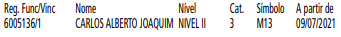 Reg. Func/Vinc Nome Nível Cat. Símbolo A partir de
6005136/1 CARLOS ALBERTO JOAQUIM NIVEL II 3 M13 09/07/2021